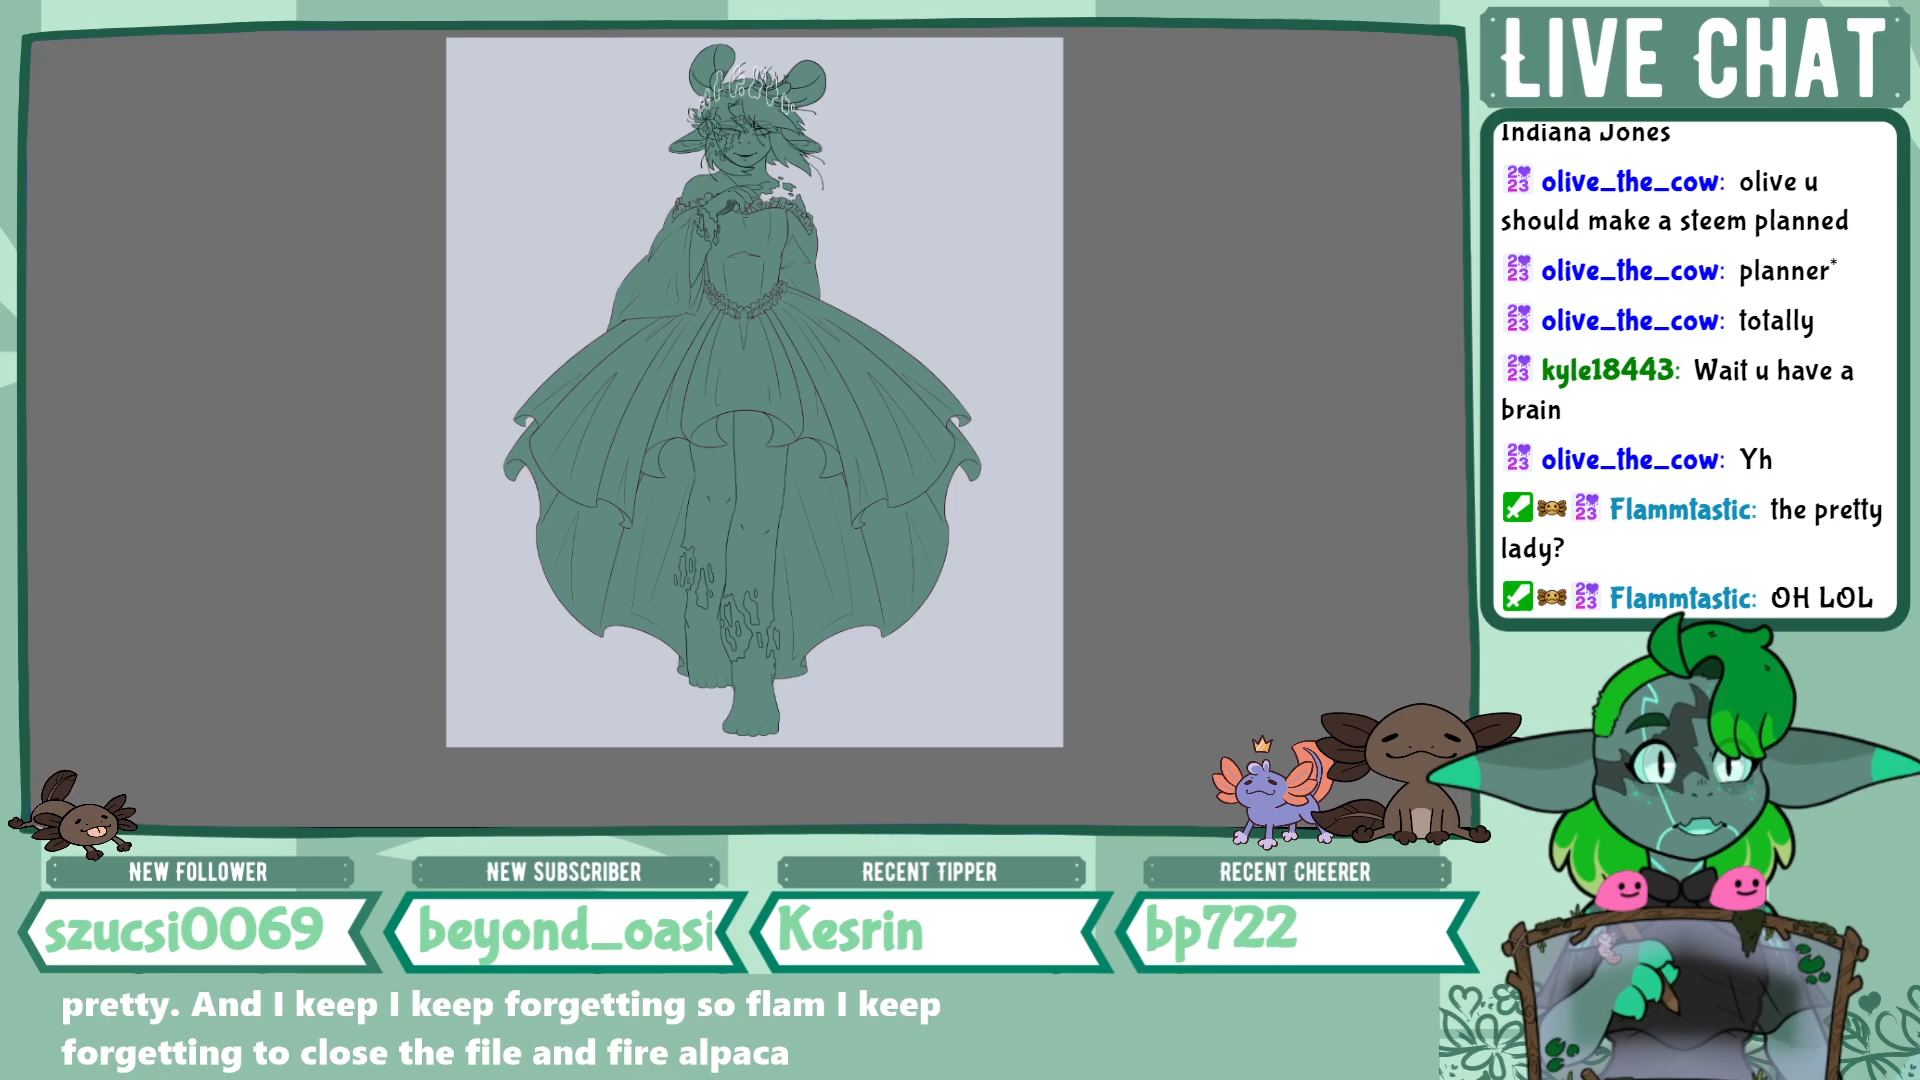 LIVE CHAT
Indiana Jones
olive_the_cow: olive u
should make a steem planned
olive_the_cow: planner*
olive_the_cow: totally
kyle18443: Wait u have a
brain
olive_the_cow: Yh
Flammtastic: the pretty
lady?
Flammtastic: OH LOL
NEW FOLLOWER
szucsi0069
NEW SUBSCRIBER
beyond_oasi
RECENT TIPPER
Kesrin
RECENT CHEERER
bp722
pretty. And I keep I keep forgetting so flam I keep
forgetting to close the file and fire alpaca